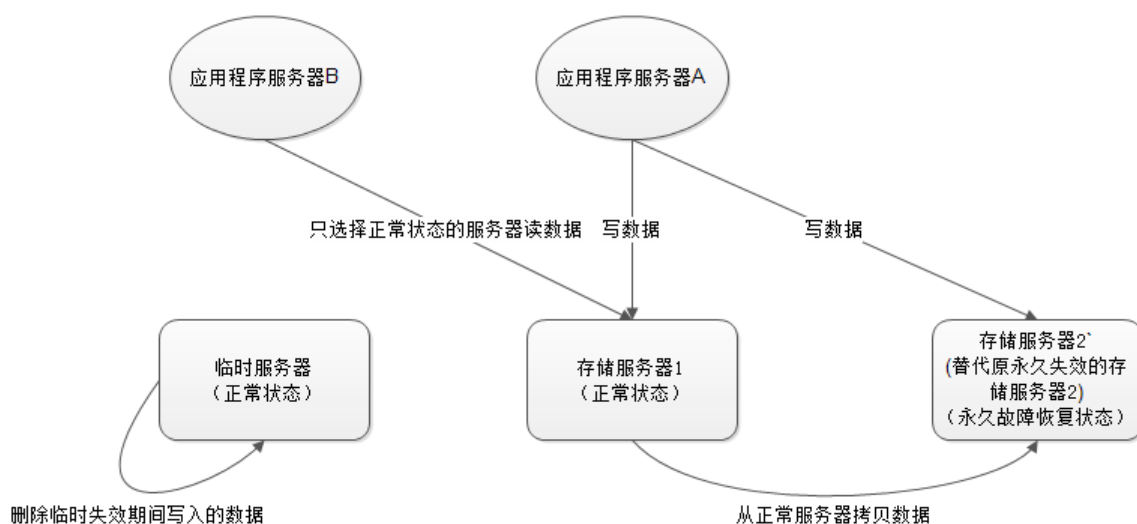 应用程序服务器B
应用程序服务器A
只选择正常状态的服务器读数据
写数据
写数据
临时服务器
（正常状态）
存储服务器1
（正常状态）
存储服务器2`
(替代原永久失效的存
储服务器2)
（永久故障恢复状态）
删除临时失效期间写入的数据
从正常服务器拷贝数据